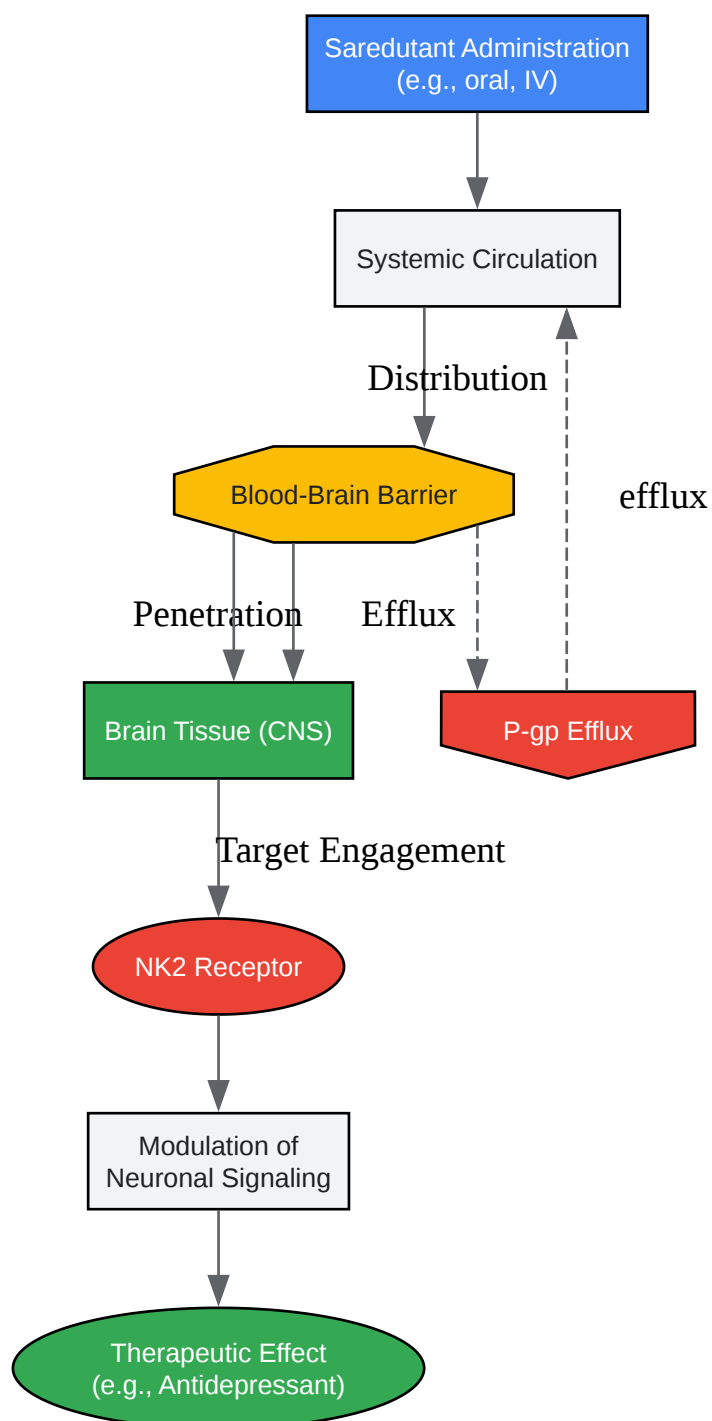 Saredutant Administration
(e.g., oral, IV)
Systemic Circulation
Distribution
Blood-Brain Barrier
efflux
Penetration
Efflux
Brain Tissue (CNS)
P-gp Efflux
Target Engagement
NK2 Receptor
Modulation of
Neuronal Signaling
Therapeutic Effect
(e.g., Antidepressant)